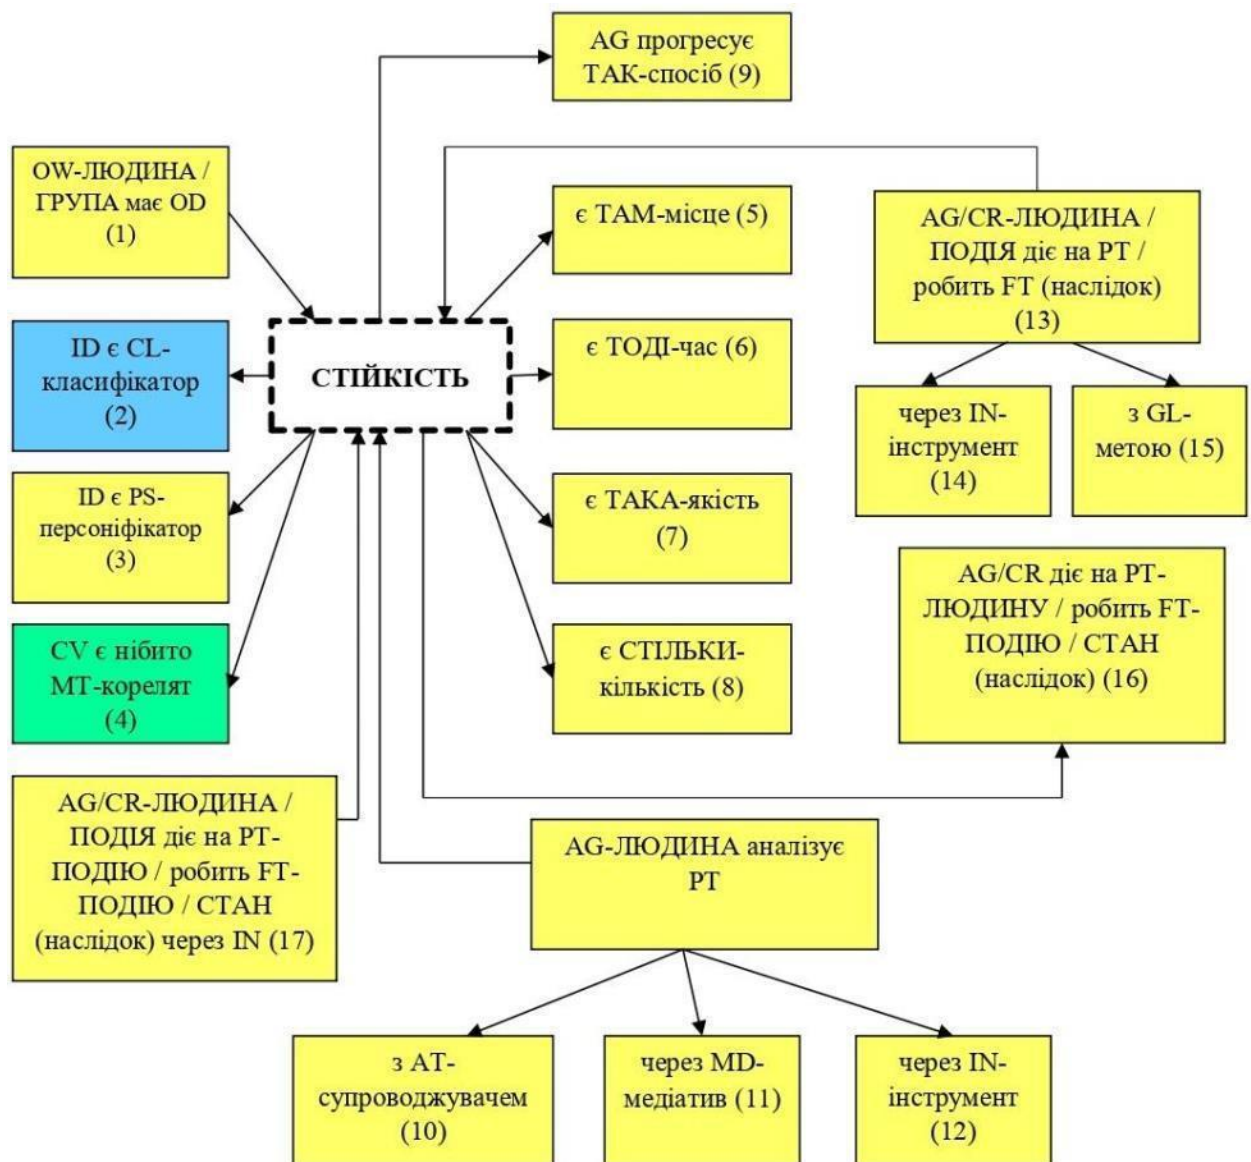 AG прогресує
ТАК-спосіб (9)
OW-ЛЮДИНА /
ГРУПА має OD
(1)
є ТАМ-місце (5)
AG/CR-ЛЮДИНА /
ПОДІЯ діє на PT /
робить FT (наслідок)
(13)
ID є CL-
класифікатор
(2)
СТІЙКІСТЬ
є ТОДІ-час (6)
через IN-
інструмент
(14)
з GL-
метою (15)
ID є PS-
персоніфікатор
(3)
є ТАКА-якість
(7)
AG/CR діє на PT-
ЛЮДИНУ / робить FT-
ПОДІЮ / СТАН
(наслідок) (16)
CV є нібито
MT-корелят
(4)
є СТІЛЬКИ-
кількість (8)
AG/CR-ЛЮДИНА /
ПОДІЯ діє на PT-
ПОДІЮ / робить FT-
ПОДІЮ / СТАН
(наслідок) через IN (17)
AG-ЛЮДИНА аналізує
PT
з AT-
супроводжувачем
(10)
через MD-
медіатив (11)
через IN-
інструмент
(12)